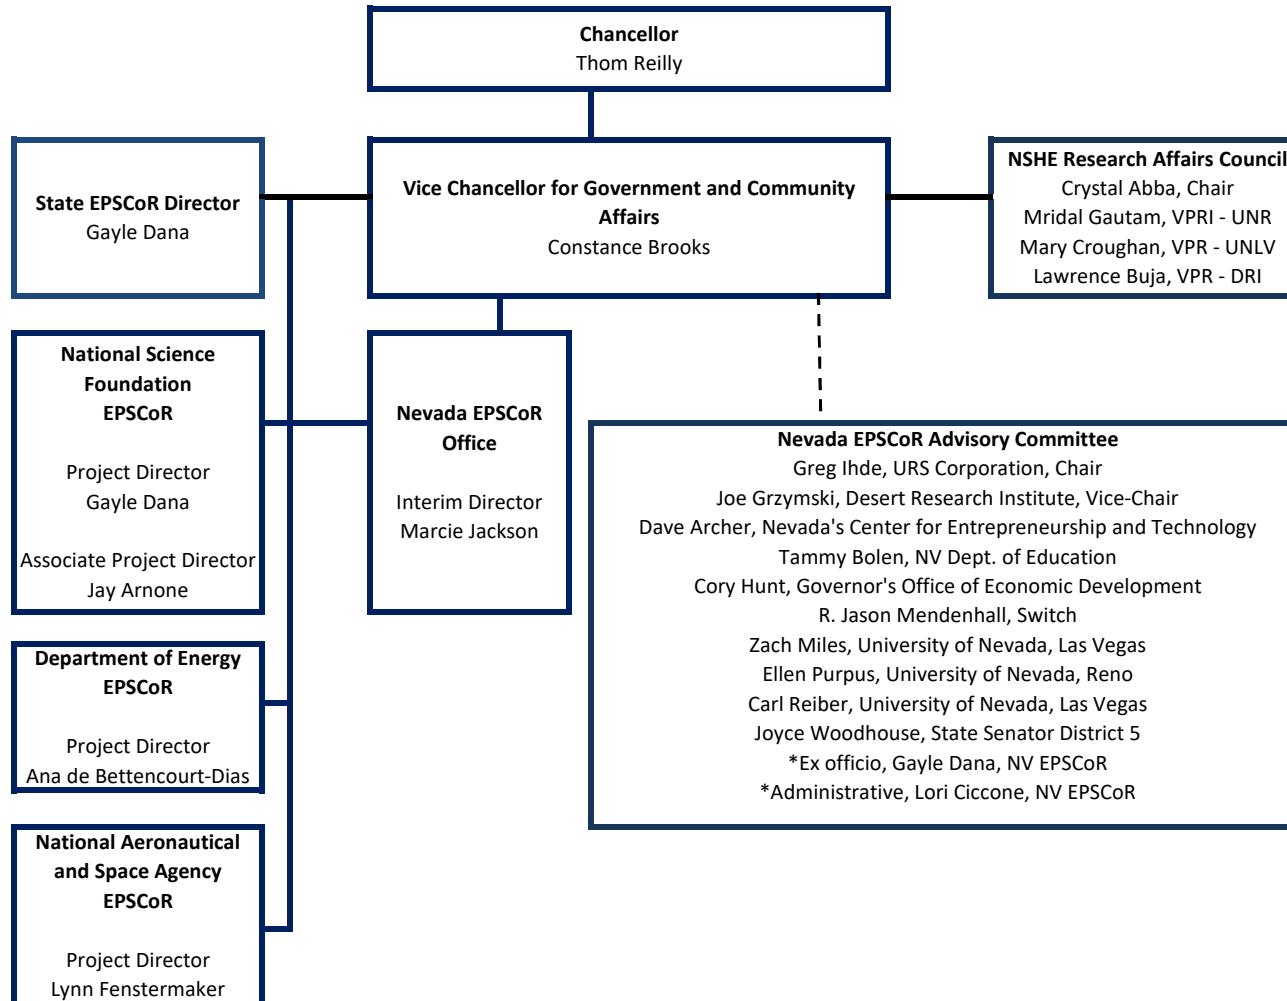 Chancellor
Thom Reilly
State EPSCoR Director
Gayle Dana
Vice Chancellor for Government and Community
Affairs
Constance Brooks
NSHE Research Affairs Council
Crystal Abba, Chair
Mridal Gautam, VPRI - UNR
Mary Croughan, VPR - UNLV
Lawrence Buja, VPR - DRI
National Science
Foundation
EPSCoR
Project Director
Gayle Dana
Associate Project Director
Jay Arnone
Nevada EPSCoR
Office
Interim Director
Marcie Jackson
Nevada EPSCoR Advisory Committee
Greg Ihde, URS Corporation, Chair
Joe Grzymski, Desert Research Institute, Vice-Chair
Dave Archer, Nevada's Center for Entrepreneurship and Technology
Tammy Bolen, NV Dept. of Education
Cory Hunt, Governor's Office of Economic Development
R. Jason Mendenhall, Switch
Zach Miles, University of Nevada, Las Vegas
Ellen Purpus, University of Nevada, Reno
Carl Reiber, University of Nevada, Las Vegas
Joyce Woodhouse, State Senator District 5
*Ex officio, Gayle Dana, NV EPSCoR
*Administrative, Lori Ciccone, NV EPSCoR
Department of Energy
EPSCoR
Project Director
Ana de Bettencourt-Dias
National Aeronautical
and Space Agency
EPSCoR
Project Director
Lynn Fenstermaker